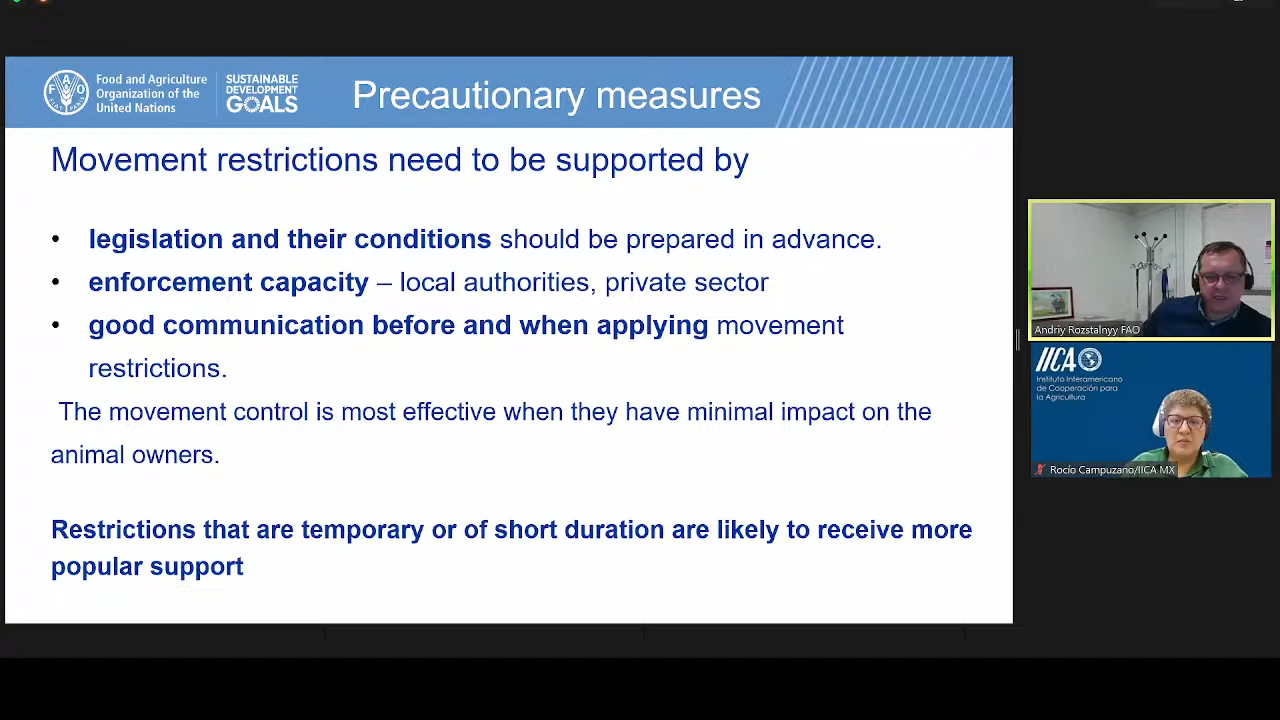 Food and Agriculture
Organization of the
United Nations
SUSTAINABLE
DEVELOPMENT
GOALS
Precautionary measures
Movement restrictions need to be supported by
• legislation and their conditions should be prepared in advance.
• enforcement capacity – local authorities, private sector
• good communication before and when applying movement
restrictions.
The movement control is most effective when they have minimal impact on the
animal owners.
Restrictions that are temporary or of short duration are likely to receive more
popular support
Andriy Rozstalnyy FAO
IICA
Instituto Interamericano
de Cooperación para
la Agricultura
Rocío Campuzano/IICA MX